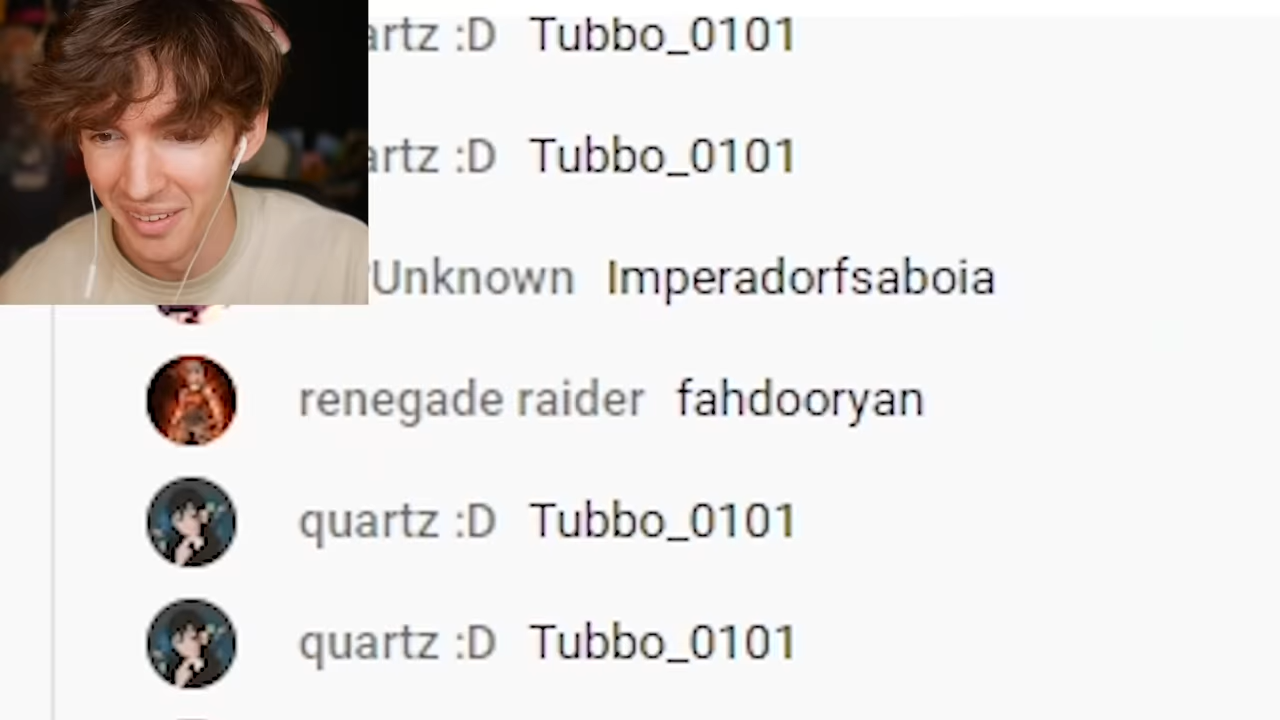 artz :D Tubbo_0101
artz :D Tubbo_0101
Unknown Imperadorfsaboia
renegade raider fahdooryan
quartz :D Tubbo_0101
quartz :D Tubbo_0101